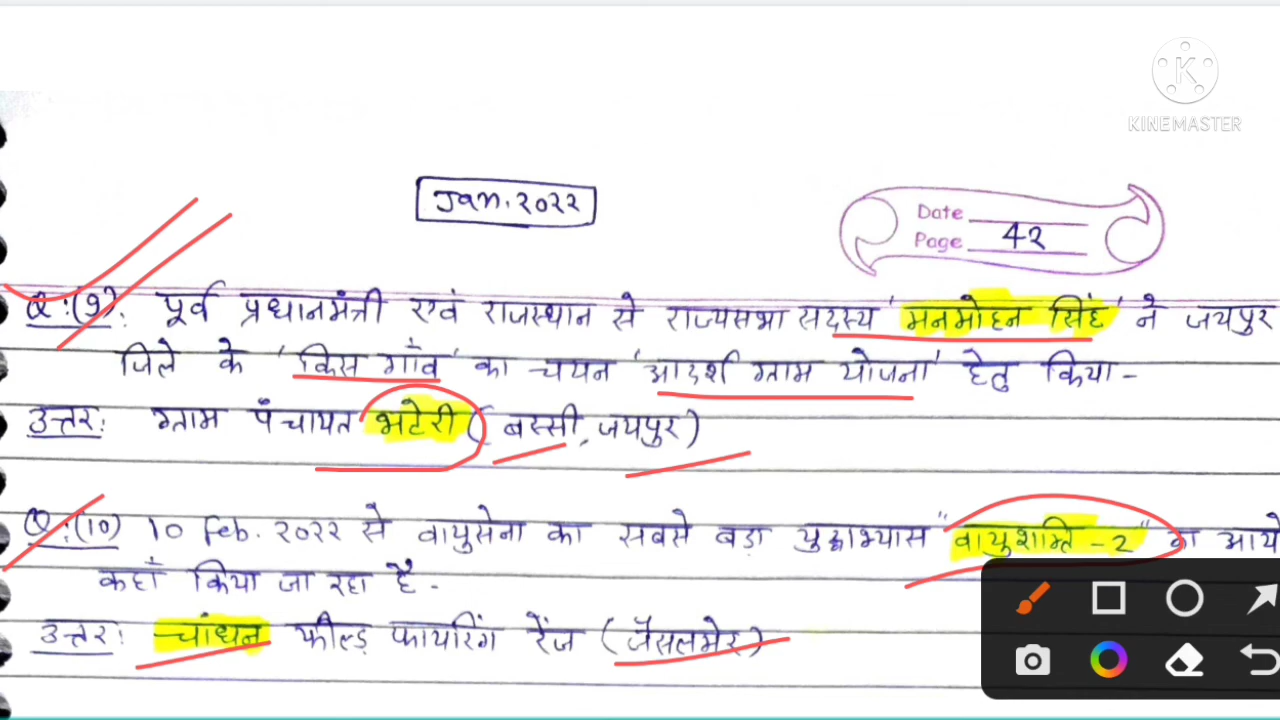 KINEMASTER
Jan. २०२२
Date
Page 42
Q:(9): पूर्व प्रधानमंत्री एवं राजस्थान से राज्यसभा सदस्य 'मनमोहन सिंह' ने जयपुर
जिले के 'किस गाँव' का चयन 'आदर्श ग्राम योजना' हेतु किया-
उत्तर: ग्राम पंचायत भटेरी (बस्सी, जयपुर)
Q:(10) 10 Feb. २०२२ से वायुसेना का सबसे बड़ा युद्धाभ्यास "वायुशक्ति-2" का आयो
कहाँ किया जा रहा है -
उत्तर: चांधन फील्ड फायरिंग रेंज (जैसलमेर)